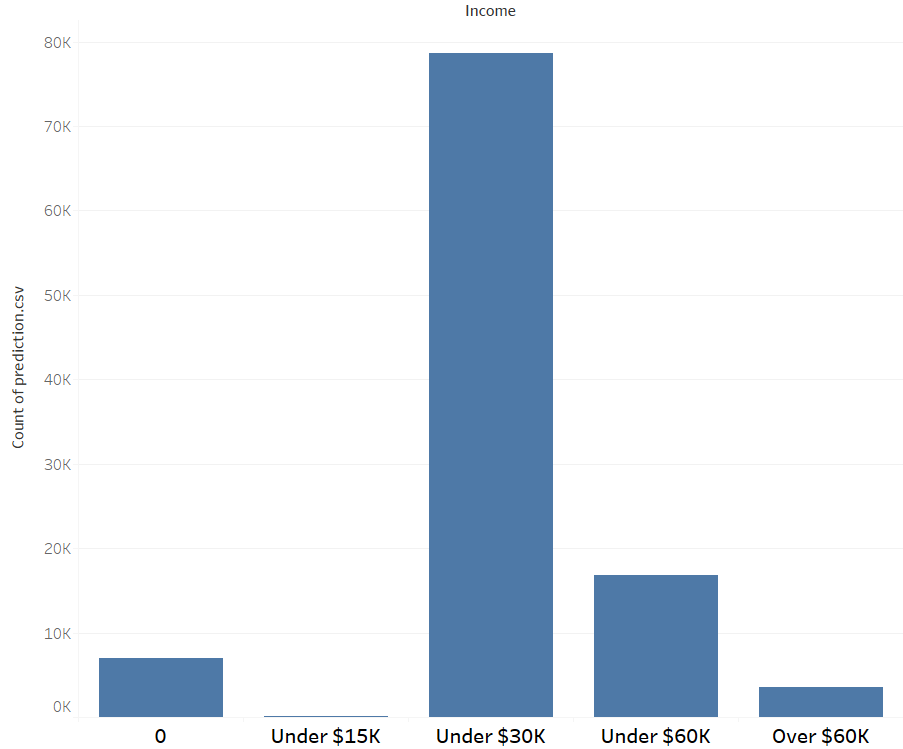 Income
Count of prediction.csv
80K
70K
60K
50K
40K
30K
20K
10K
0K
0
Under $15K
Under $30K
Under $60K
Over $60K